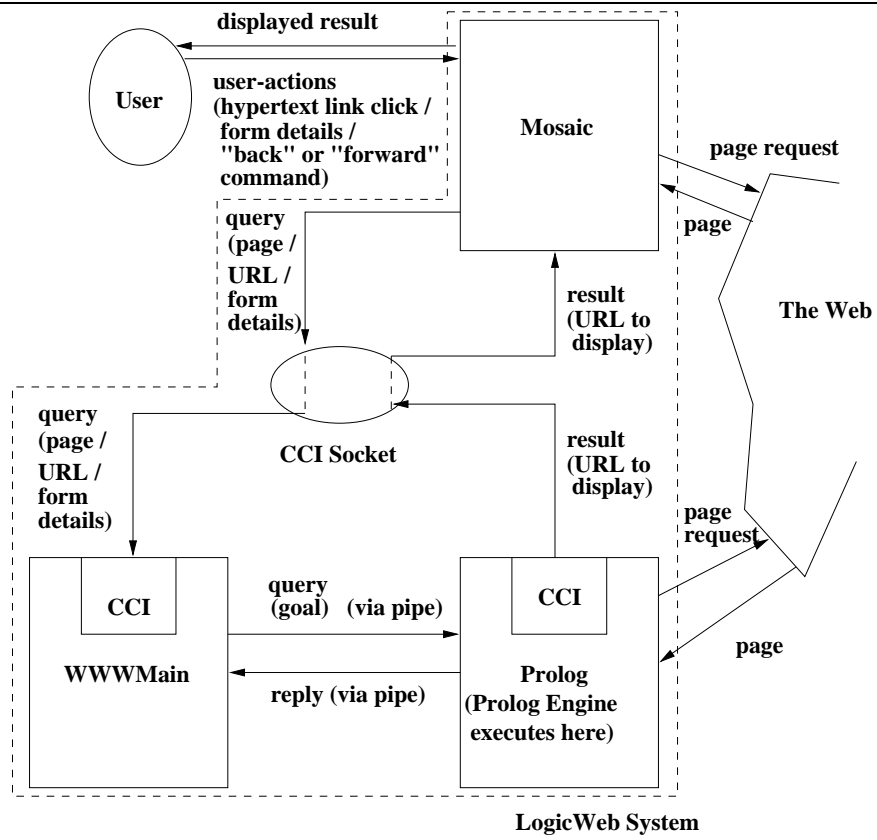 displayed result
user-actions
(hypertext link click /
form details /
"back" or "forward"
command)
User
Mosaic
page request
page
query
(page /
URL /
form
details)
result
(URL to
display)
The Web
CCI Socket
query
(page /
URL /
form
details)
result
(URL to
display)
page
request
page
CCI
WWWMain
query
(goal) (via pipe)
reply (via pipe)
CCI
Prolog
(Prolog Engine
executes here)
LogicWeb System